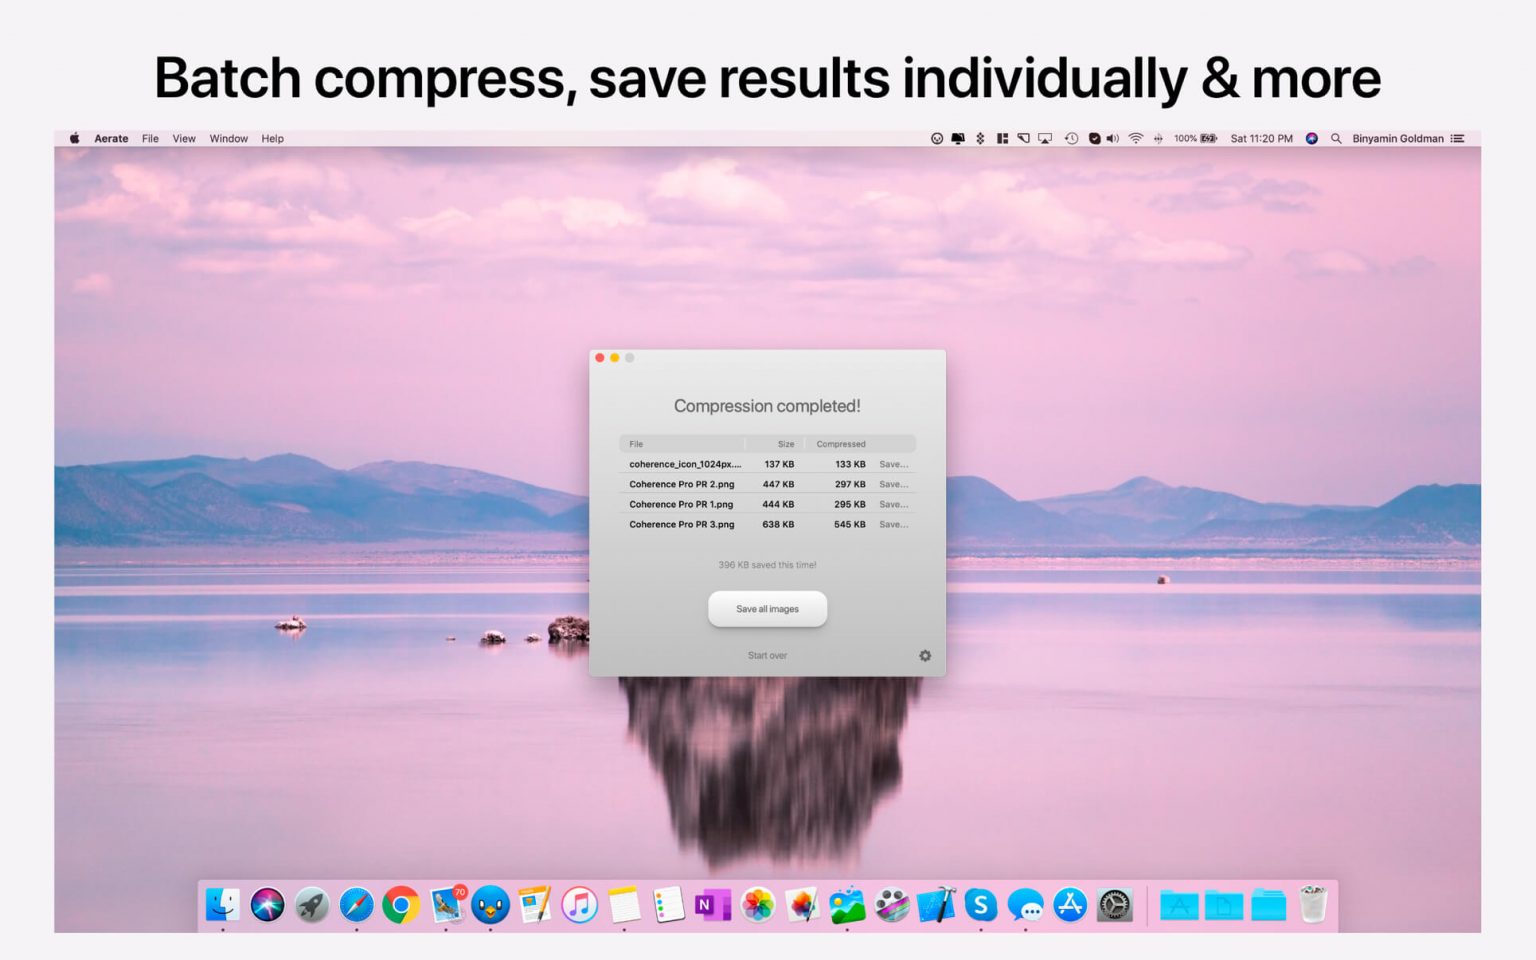 Batch compress, save results individually & more
Aerate File View Window Help 100% Sat 11:20 PM Binyamin Goldman
Compression completed!
File Size Compressed
coherence_icon_1024px.... 137 KB 133 KB Save...
Coherence Pro PR 2.png 447 KB 297 KB Save...
Coherence Pro PR 1.png 444 KB 295 KB Save...
Coherence Pro PR 3.png 638 KB 545 KB Save...
396 KB saved this time!
Save all images
Start over
70
N
S